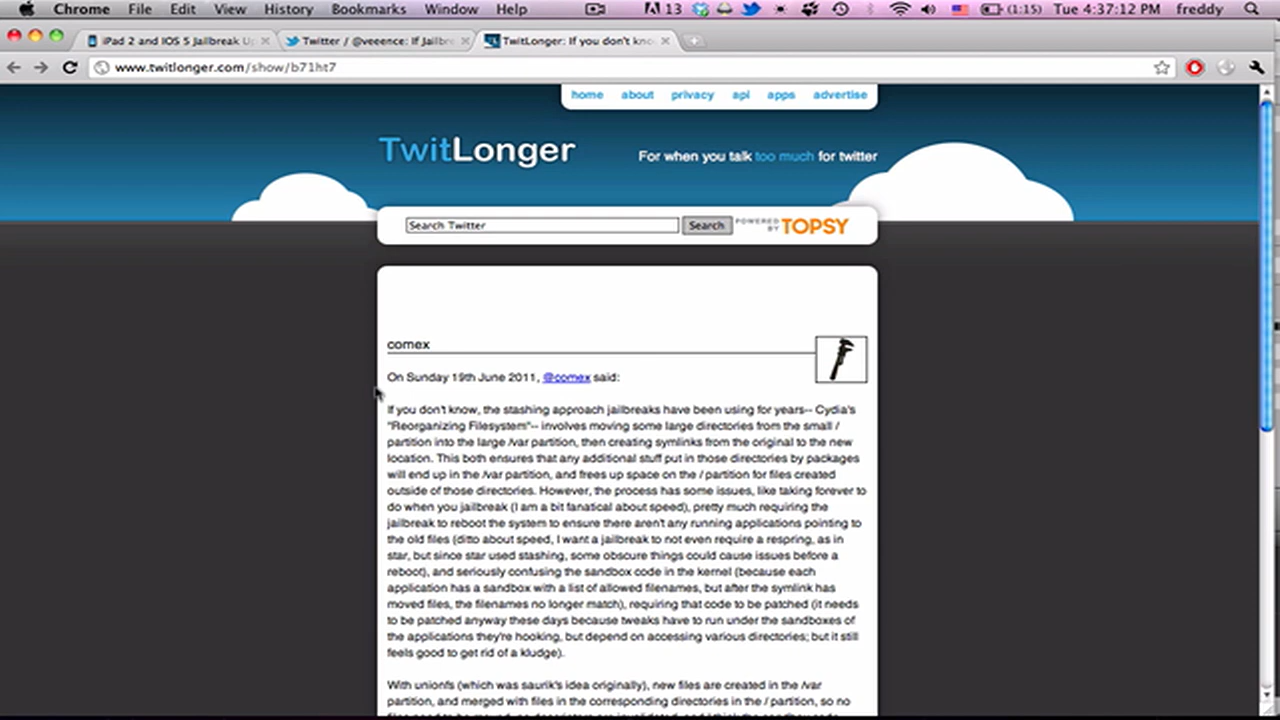 Chrome File Edit View History Bookmarks Window Help 13 (1:15) Tue 4:37:12 PM freddy
iPad 2 and iOS 5 Jailbreak U Twitter / @veeence: If Jailbr TwitLonger: If you don't kno
www.twitlonger.com/show/b71ht7
home about privacy api apps advertise
TwitLonger For when you talk too much for twitter
Search Twitter Search POWERED BY TOPSY
comex
On Sunday 19th June 2011, @comex said:
If you don't know, the stashing approach jailbreaks have been using for years-- Cydia's
"Reorganizing Filesystem"-- involves moving some large directories from the small /
partition into the large /var partition, then creating symlinks from the original to the new
location. This both ensures that any additional stuff put in those directories by packages
will end up in the /var partition, and frees up space on the / partition for files created
outside of those directories. However, the process has some issues, like taking forever to
do when you jailbreak (I am a bit fanatical about speed), pretty much requiring the
jailbreak to reboot the system to ensure there aren't any running applications pointing to
the old files (ditto about speed, I want a jailbreak to not even require a respring, as in
star, but since star used stashing, some obscure things could cause issues before a
reboot), and seriously confusing the sandbox code in the kernel (because each
application has a sandbox with a list of allowed filenames, but after the symlink has
moved files, the filenames no longer match), requiring that code to be patched (it needs
to be patched anyway these days because tweaks have to run under the sandboxes of
the applications they're hooking, but depend on accessing various directories; but it still
feels good to get rid of a kludge).
With unionfs (which was saurik's idea originally), new files are created in the /var
partition, and merged with files in the corresponding directories in the / partition, so no